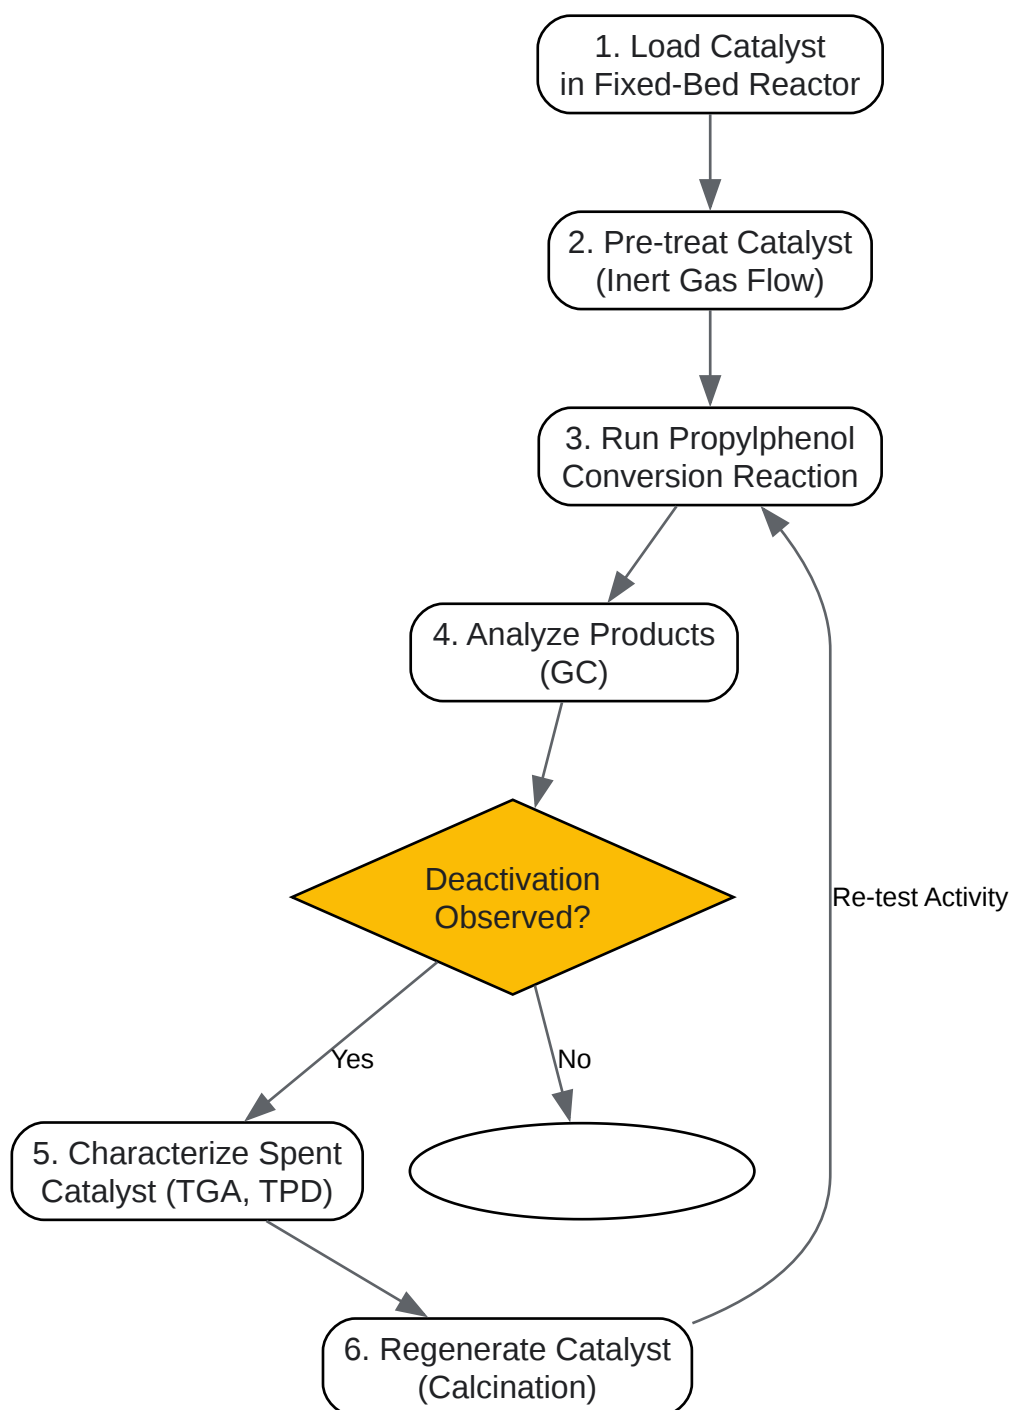 1. Load Catalyst
in Fixed-Bed Reactor
2. Pre-treat Catalyst
(Inert Gas Flow)
3. Run Propylphenol
Conversion Reaction
4. Analyze Products
(GC)
Deactivation
Observed?
Re-test Activity
Yes
No
5. Characterize Spent
Catalyst (TGA, TPD)
6. Regenerate Catalyst
(Calcination)